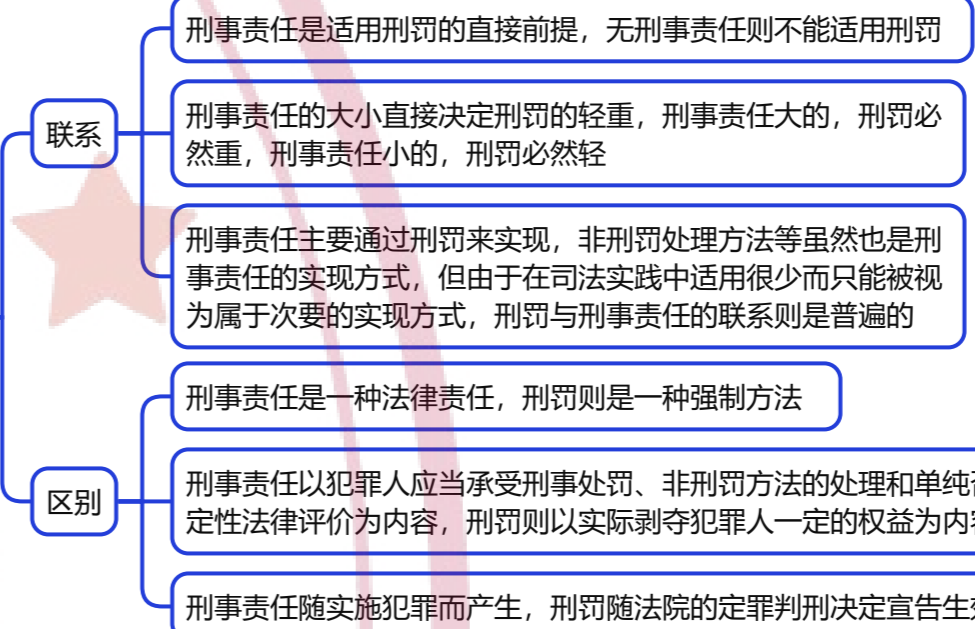 刑事责任是适用刑罚的直接前提，无刑事责任则不能适用刑罚
联系
刑事责任的大小直接决定刑罚的轻重，刑事责任大的，刑罚必
然重，刑事责任小的，刑罚必然轻
刑事责任主要通过刑罚来实现，非刑罚处理方法等虽然也是刑
事责任的实现方式，但由于在司法实践中适用很少而只能被视
为属于次要的实现方式，刑罚与刑事责任的联系则是普遍的
刑事责任是一种法律责任，刑罚则是一种强制方法
区别
刑事责任以犯罪人应当承受刑事处罚、非刑罚方法的处理和单纯
定性法律评价为内容，刑罚则以实际剥夺犯罪人一定的权益为内
刑事责任随实施犯罪而产生，刑罚随法院的定罪判刑决定宣告生